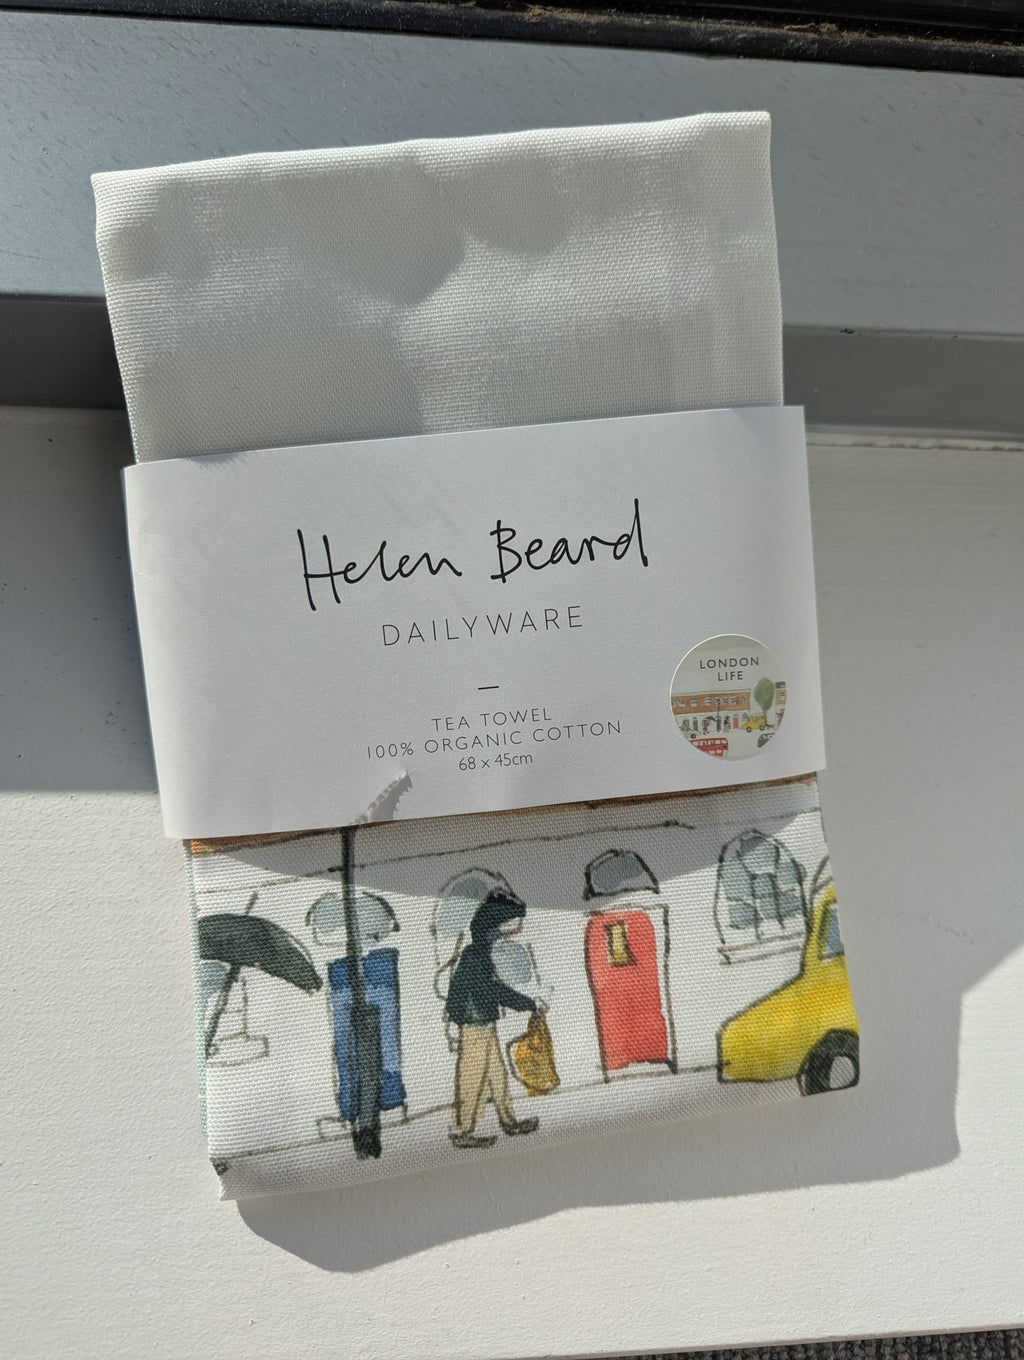 Helen Beard
DAILYWARE
—
TEA TOWEL
100% ORGANIC COTTON
68 x 45cm
LONDON
LIFE